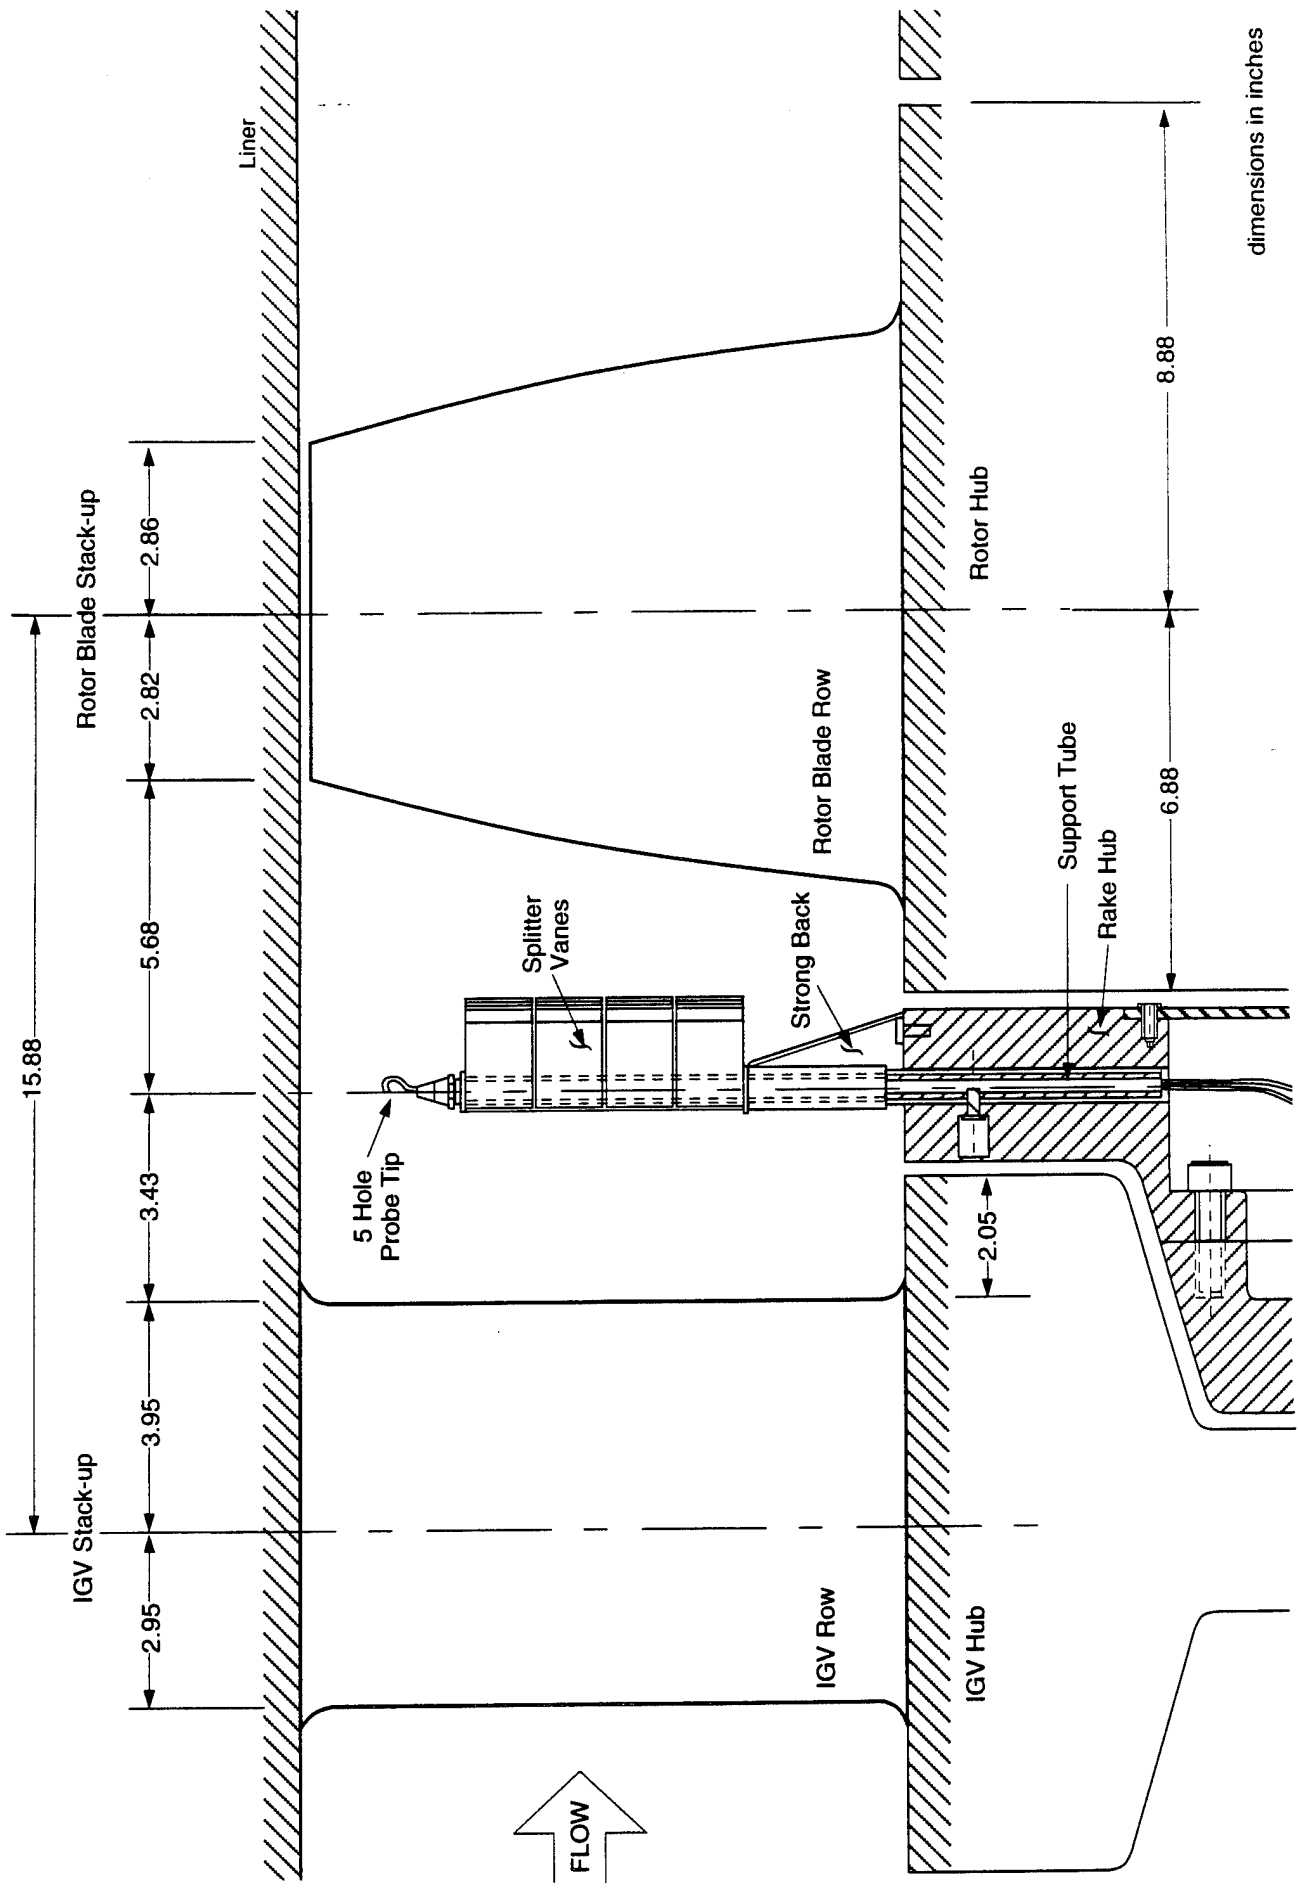 15.88
IGV Stack-up
Rotor Blade Stack-up
2.95
3.95
3.43
5.68
2.82
2.86
Liner
5 Hole
Probe Tip
Splitter
Vanes
FLOW
Strong Back
IGV Row
Rotor Blade Row
IGV Hub
2.05
Rotor Hub
Support Tube
Rake Hub
6.88
8.88
dimensions in inches